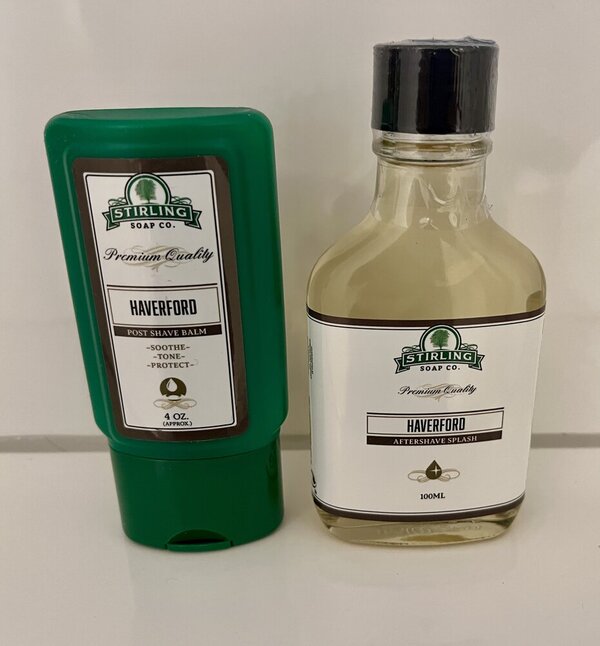 STIRLING
SOAP CO.
Premium Quality
HAVERFORD
POST SHAVE BALM
-SOOTHE-
-TONE-
-PROTECT-
4 OZ.
(APPROX.)
STIRLING
SOAP CO.
Premium Quality
HAVERFORD
AFTERSHAVE SPLASH
100ML